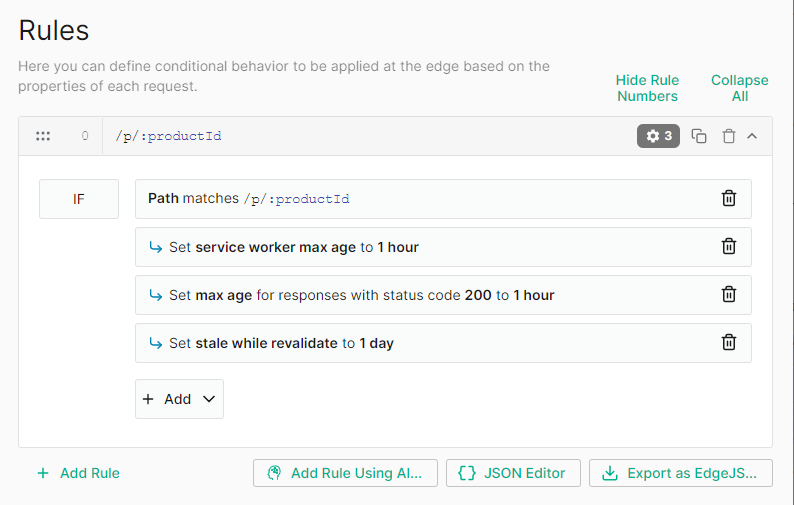 Rules
Here you can define conditional behavior to be applied at the edge based on the
properties of each request.
Hide Rule
Numbers
Collapse
All
0 /p/:productId 3
IF
Path matches /p/:productId
Set service worker max age to 1 hour
Set max age for responses with status code 200 to 1 hour
Set stale while revalidate to 1 day
+ Add
+ Add Rule
Add Rule Using AI...
{} JSON Editor
Export as EdgeJS...